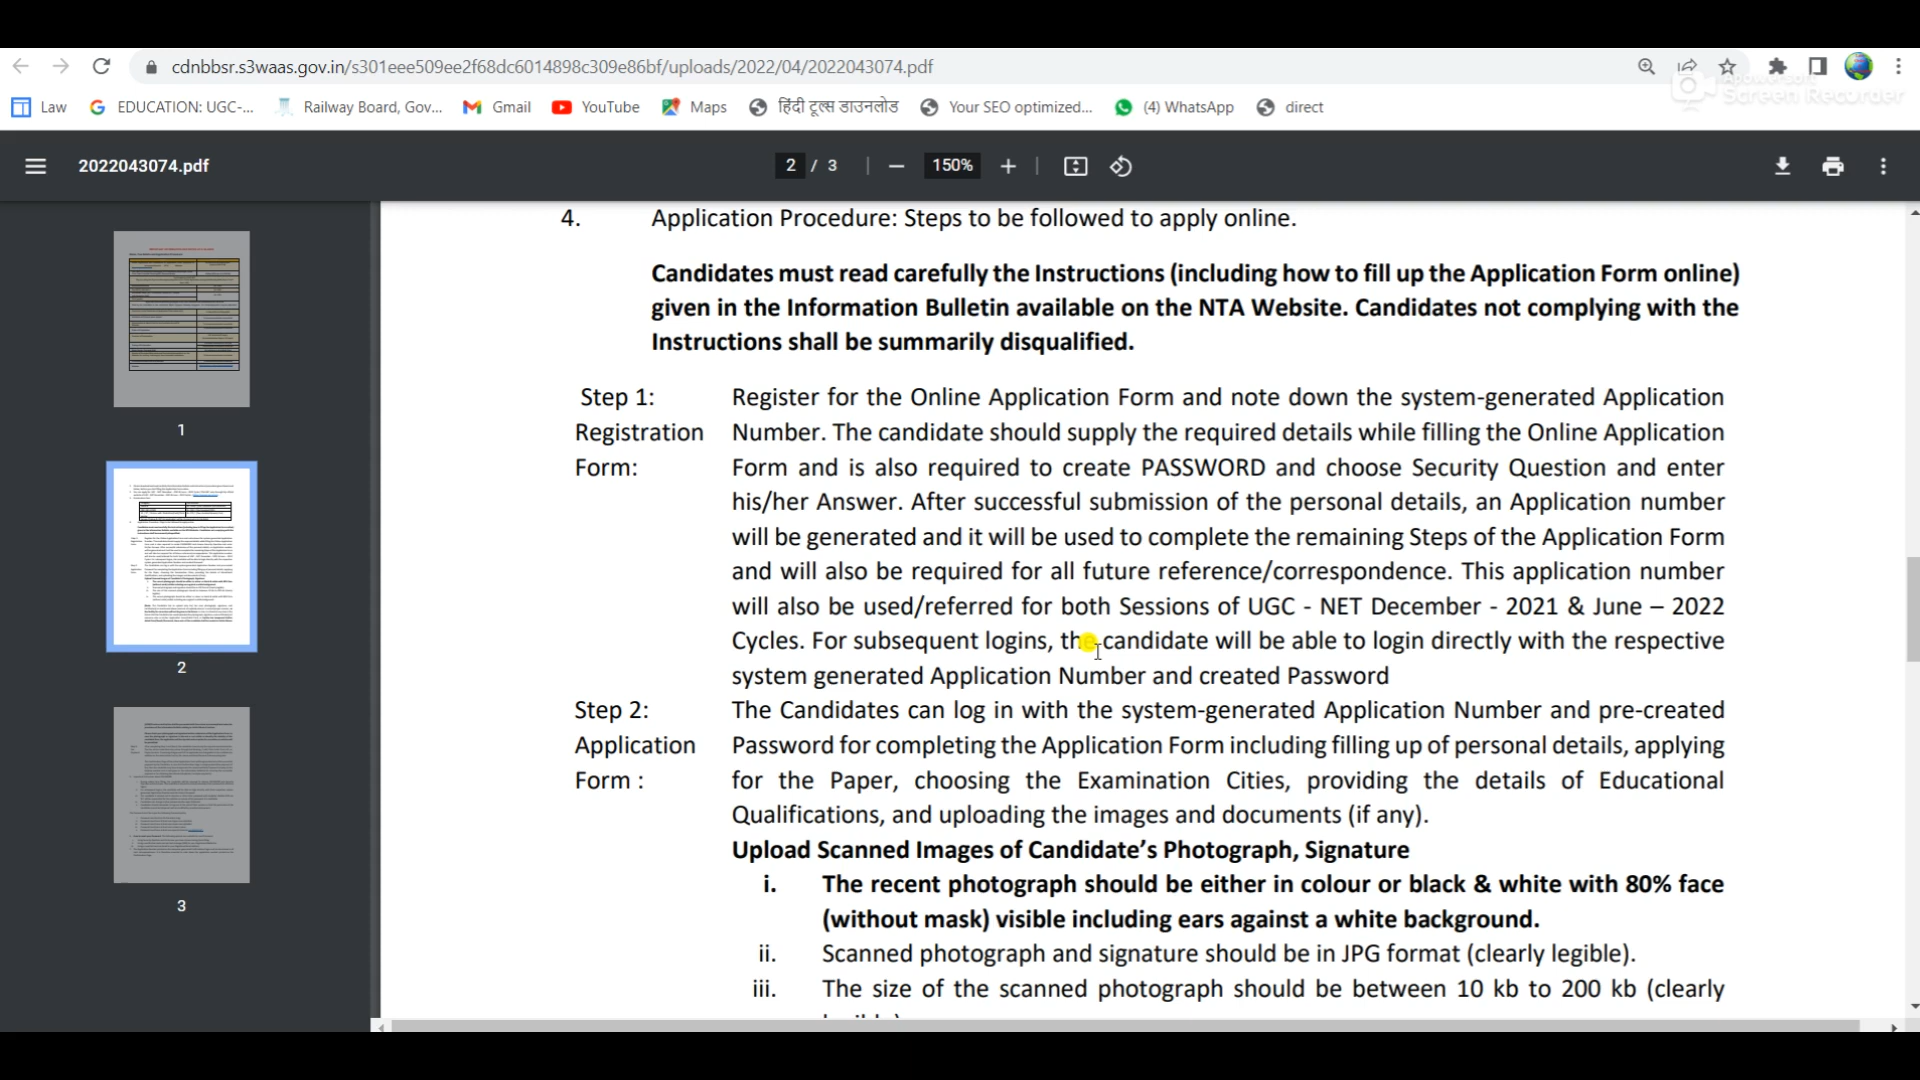 cdnbbsr.s3waas.gov.in/s301eee509ee2f68dc6014898c309e86bf/uploads/2022/04/2022043074.pdf
Apowersoft
Screen Recorder
Law EDUCATION: UGC-... Railway Board, Gov... Gmail YouTube Maps हिंदी टूल्स डाउनलोड Your SEO optimized... (4) WhatsApp direct
2022043074.pdf 2 / 3 150%
4. Application Procedure: Steps to be followed to apply online.
Candidates must read carefully the Instructions (including how to fill up the Application Form online)
given in the Information Bulletin available on the NTA Website. Candidates not complying with the
Instructions shall be summarily disqualified.
Step 1: Register for the Online Application Form and note down the system-generated Application
Registration Number. The candidate should supply the required details while filling the Online Application
Form: Form and is also required to create PASSWORD and choose Security Question and enter
his/her Answer. After successful submission of the personal details, an Application number
will be generated and it will be used to complete the remaining Steps of the Application Form
and will also be required for all future reference/correspondence. This application number
will also be used/referred for both Sessions of UGC - NET December - 2021 & June – 2022
Cycles. For subsequent logins, the candidate will be able to login directly with the respective
system generated Application Number and created Password
Step 2: The Candidates can log in with the system-generated Application Number and pre-created
Application Password for completing the Application Form including filling up of personal details, applying
Form : for the Paper, choosing the Examination Cities, providing the details of Educational
Qualifications, and uploading the images and documents (if any).
Upload Scanned Images of Candidate's Photograph, Signature
i. The recent photograph should be either in colour or black & white with 80% face
(without mask) visible including ears against a white background.
ii. Scanned photograph and signature should be in JPG format (clearly legible).
iii. The size of the scanned photograph should be between 10 kb to 200 kb (clearly
1
2
3